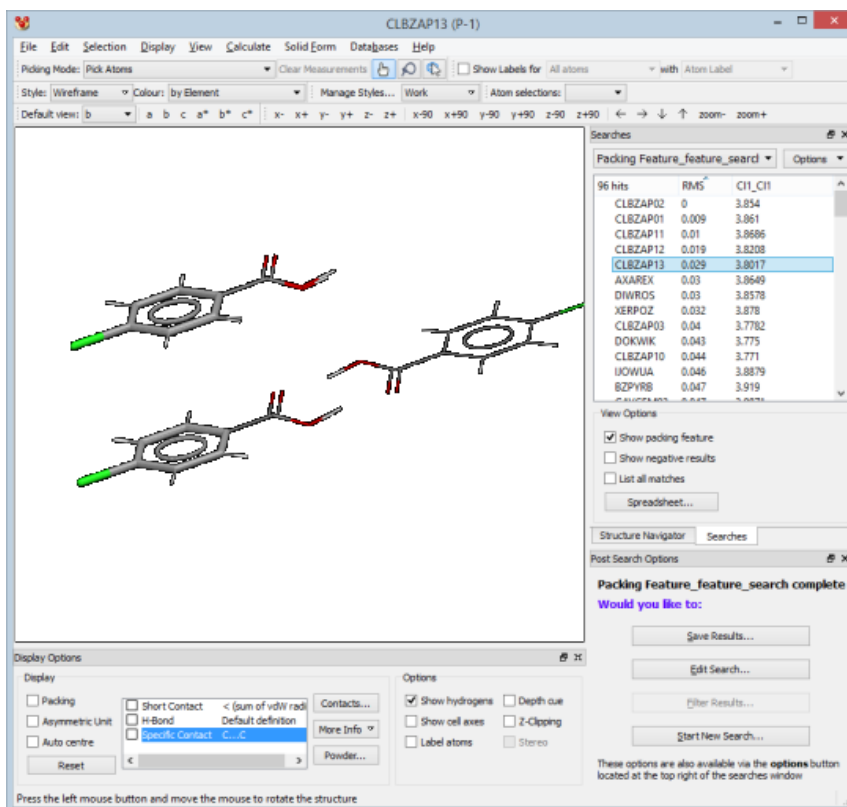 CLBZAP13 (P-1)
File Edit Selection Display View Calculate Solid Form Databases Help
Picking Mode: Pick Atoms Clear Measurements Show Labels for All atoms with Atom Label
Style: Wireframe Colour: by Element Manage Styles... Work Atom selections:
Default view: b a b c a* b* c* x- x+ y- y+ z- z+ x-90 x+90 y-90 y+90 z-90 z+90 ← → ↓ ↑ zoom- zoom+
Searches
Packing Feature_feature_searcl Options
96 hits RMS Cl1_Cl1
CLBZAP02 0 3.854
CLBZAP01 0.009 3.861
CLBZAP11 0.01 3.8686
CLBZAP12 0.019 3.8208
CLBZAP13 0.029 3.8017
AXAREX 0.03 3.8649
DIWROS 0.03 3.8578
XERPOZ 0.032 3.878
CLBZAP03 0.04 3.7782
DOKWIK 0.043 3.775
CLBZAP10 0.044 3.771
IJOWUA 0.046 3.8879
BZPYRB 0.047 3.919
View Options
Show packing feature
Show negative results
List all matches
Spreadsheet...
Structure Navigator Searches
Post Search Options
Packing Feature_feature_search complete
Would you like to:
Save Results...
Edit Search...
Filter Results...
Start New Search...
These options are also available via the options button
located at the top right of the searches window
Display Options
Display
Packing
Asymmetric Unit
Auto centre
Reset
Short Contact < (sum of vdW radi
H-Bond Default definition
Specific Contact C...C
Contacts...
More Info
Powder...
Options
Show hydrogens Depth cue
Show cell axes Z-Clipping
Label atoms Stereo
Press the left mouse button and move the mouse to rotate the structure